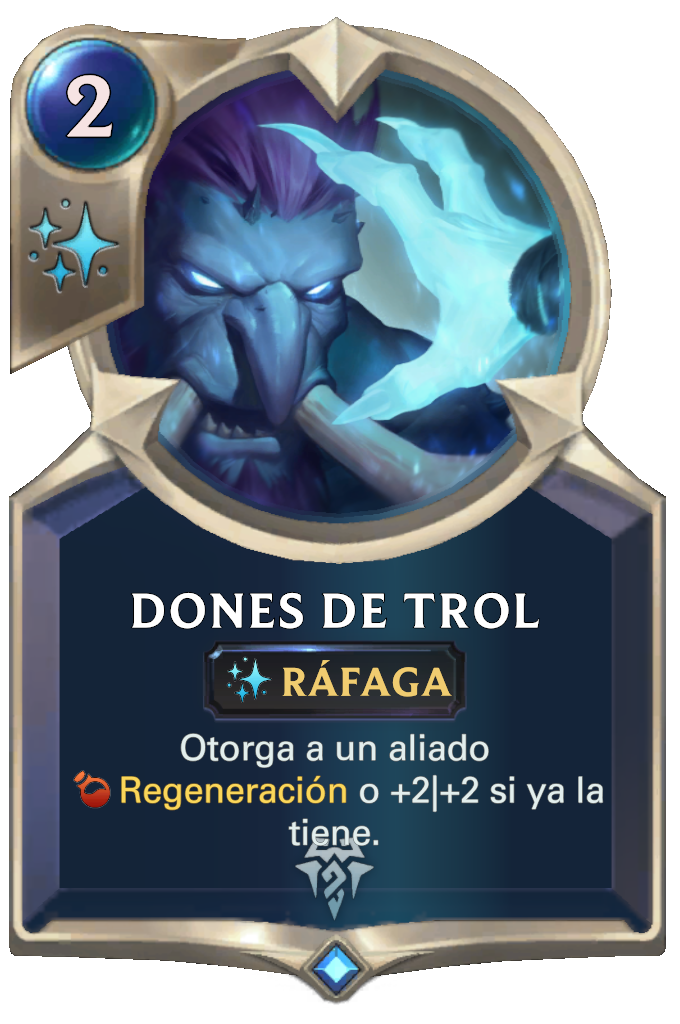 2
DONES DE TROL
RÁFAGA
Otorga a un aliado
Regeneración o +2|+2 si ya la
tiene.